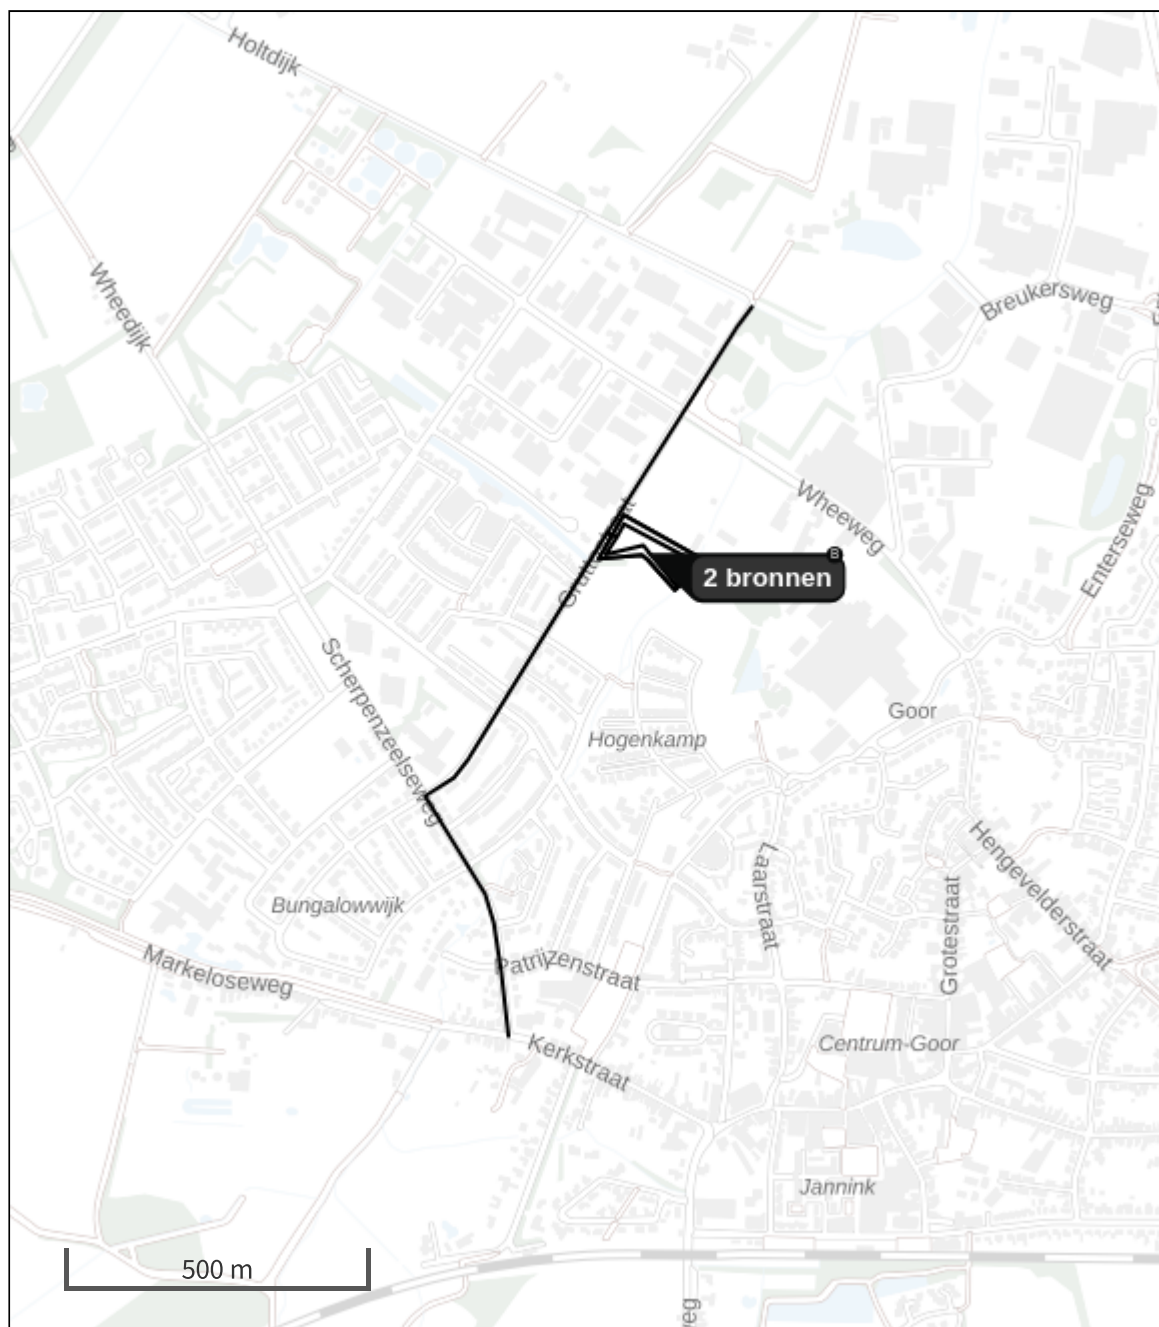 Holtdijk
Wheedijk
Breukersweg
Wheeweg
Enterseweg
B
2 bronnen
Scherpenzeelseweg
Goor
Hogenkamp
Hengevelderstraat
Laarstraat
Grotestraat
Bungalowwijk
Markeloseweg
Patrijzenstraat
Kerkstraat
Centrum-Goor
Jannink
500 m
eg